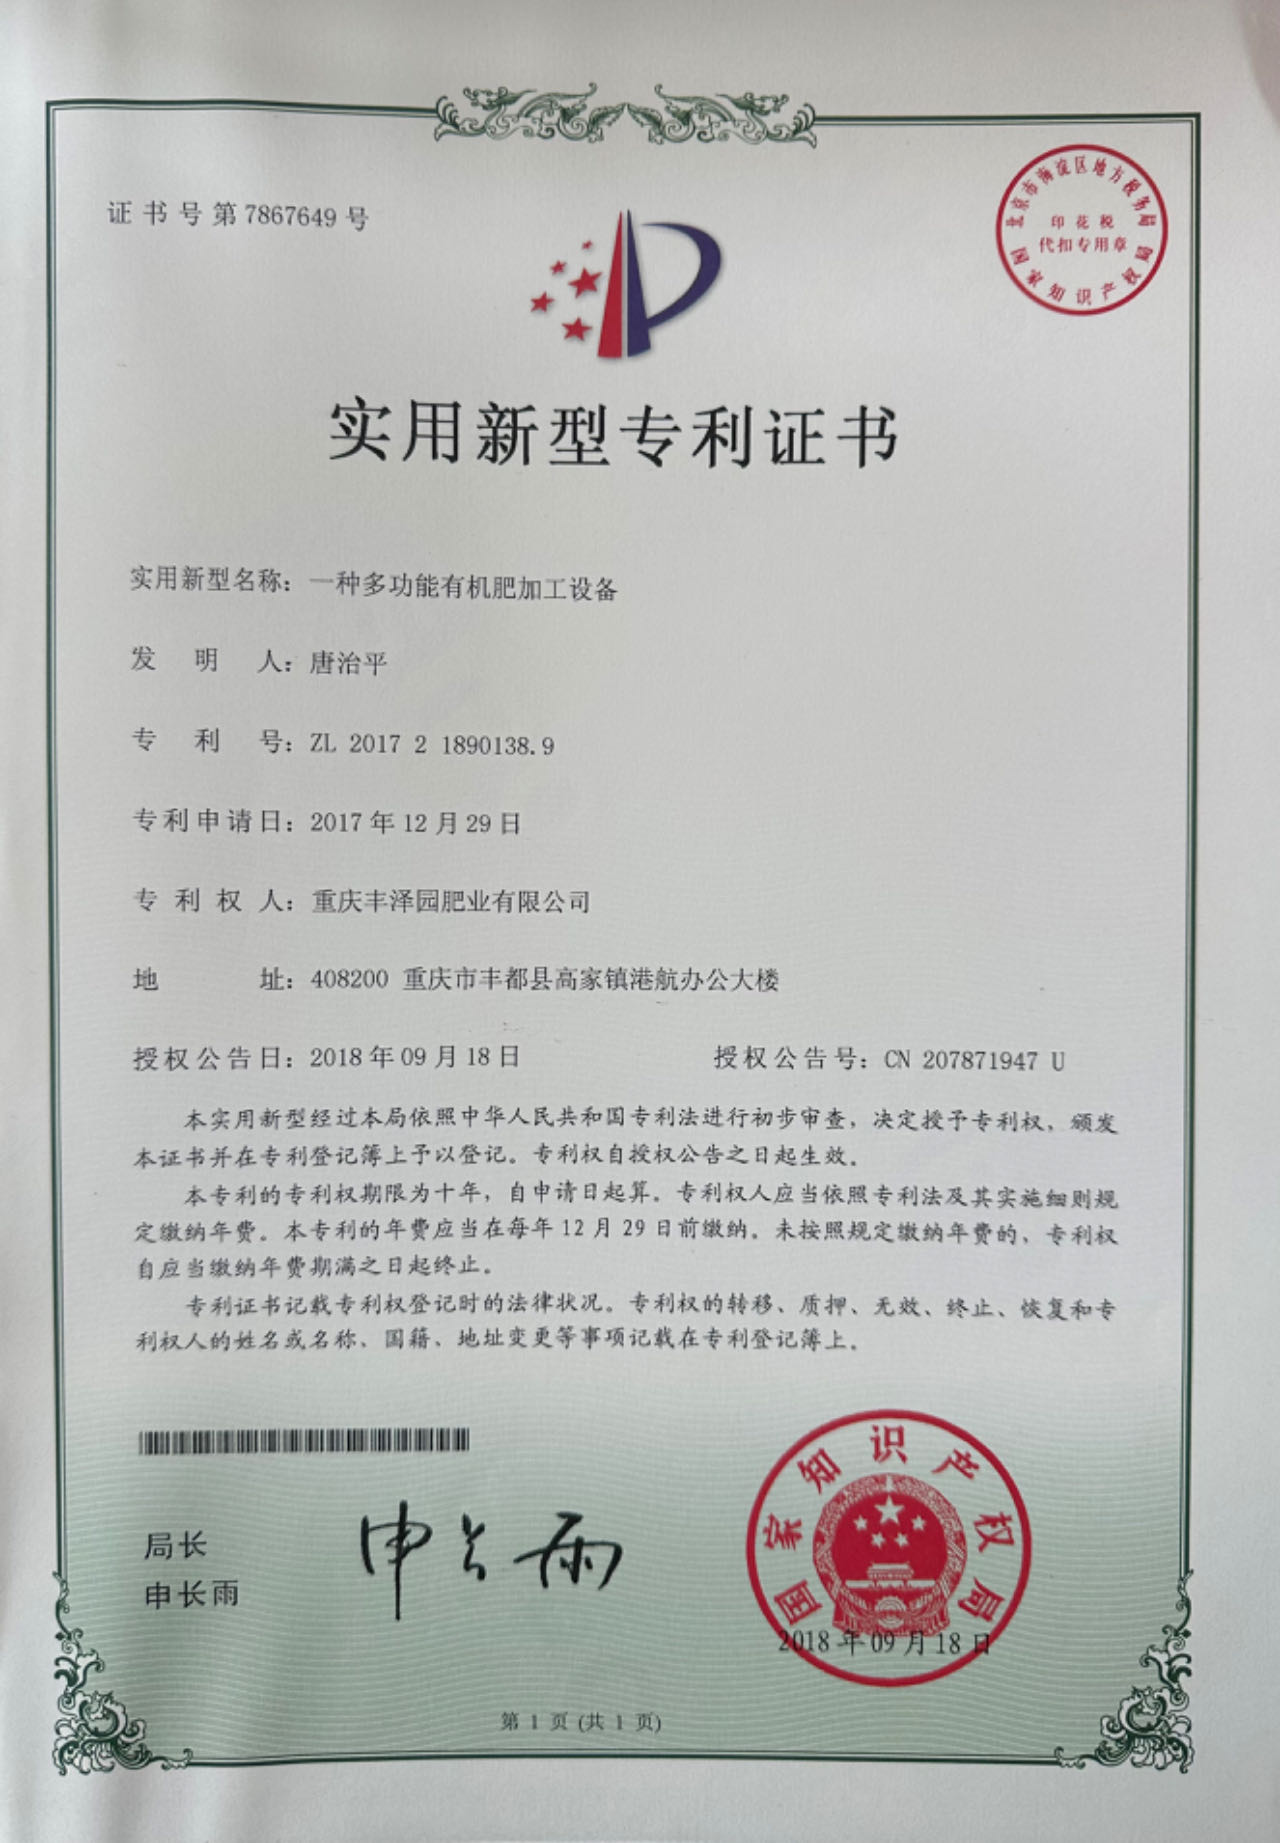 证书号第7867649号
北京市海淀区地方税务局
印花税
代扣专用章
国家知识产权局
实用新型专利证书
实用新型名称：一种多功能有机肥加工设备
发明人：唐治平
专利号：ZL 2017 2 1890138.9
专利申请日：2017年12月29日
专利权人：重庆丰泽园肥业有限公司
地址：408200 重庆市丰都县高家镇港航办公大楼
授权公告日：2018年09月18日 授权公告号：CN 207871947 U
本实用新型经过本局依照中华人民共和国专利法进行初步审查，决定授予专利权，颁发
本证书并在专利登记簿上予以登记。专利权自授权公告之日起生效。
本专利的专利权期限为十年，自申请日起算。专利权人应当依照专利法及其实施细则规
定缴纳年费。本专利的年费应当在每年12月29日前缴纳。未按照规定缴纳年费的，专利权
自应当缴纳年费期满之日起终止。
专利证书记载专利权登记时的法律状况。专利权的转移、质押、无效、终止、恢复和专
利权人的姓名或名称、国籍、地址变更等事项记载在专利登记簿上。
局长
申长雨
申长雨
国家知识产权局
2018年09月18日
第1页(共1页)